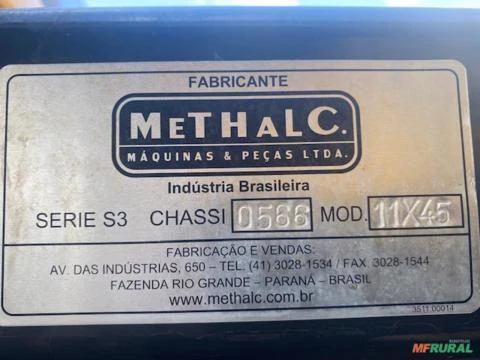 FABRICANTE
METHALC.
MÁQUINAS & PEÇAS LTDA.
Indústria Brasileira
SERIE S3 CHASSI 0566 MOD. 11X45
FABRICAÇÃO E VENDAS:
AV. DAS INDÚSTRIAS, 650 – TEL. (41) 3028-1534 / FAX. 3028-1544
FAZENDA RIO GRANDE – PARANÁ – BRASIL
www.methalc.com.br
3511.00014
MFRURAL